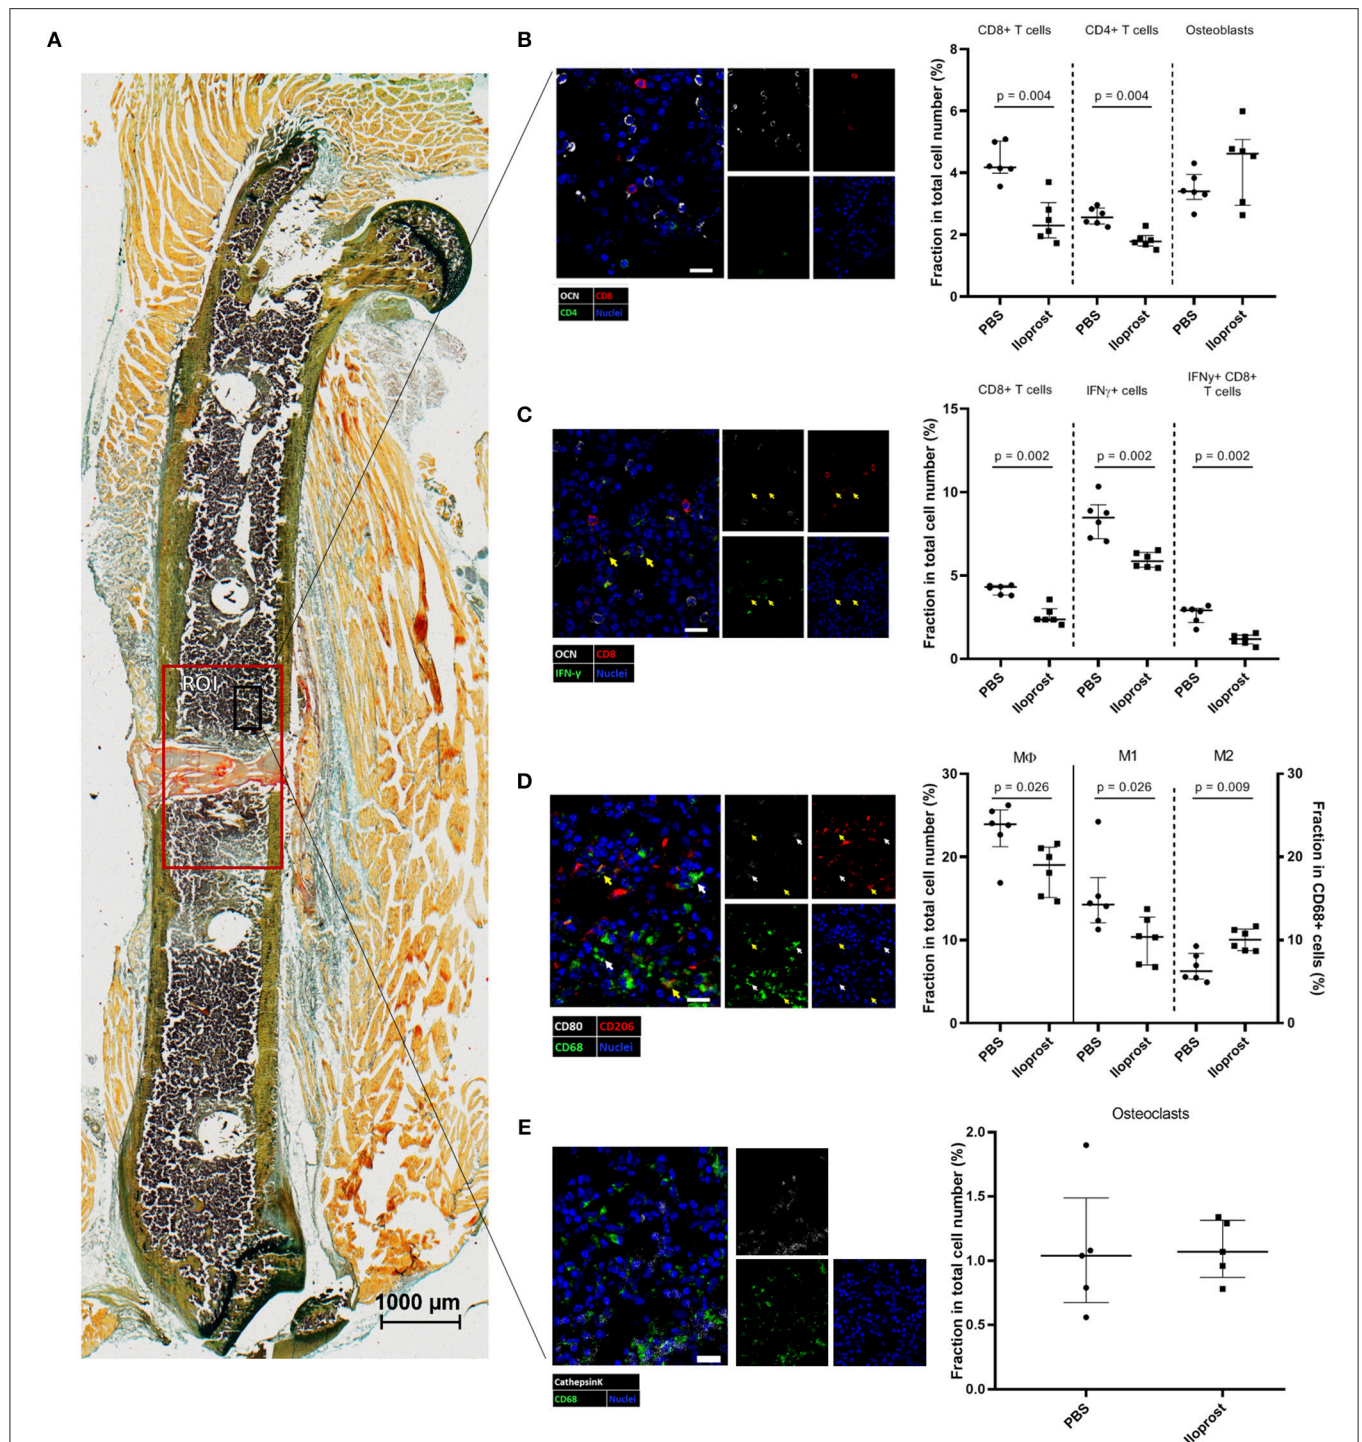 A
ROI
1000 µm
B
OCN CD8
CD4 Nuclei
CD8+ T cells CD4+ T cells Osteoblasts
Fraction in total cell number (%)
8
6
4
2
0
p = 0.004 p = 0.004
PBS Iloprost PBS Iloprost PBS Iloprost
C
OCN CD8
IFN-γ Nuclei
CD8+ T cells IFNγ+ cells IFNy+ CD8+
T cells
Fraction in total cell number (%)
15
10
5
0
p = 0.002 p = 0.002 p = 0.002
PBS Iloprost PBS Iloprost PBS Iloprost
D
CD80 CD206
CD68 Nuclei
MΦ M1 M2
Fraction in total cell number (%)
30
20
10
0
p = 0.026 p = 0.026 p = 0.009
30
20
10
0
Fraction in CD68+ cells (%)
PBS Iloprost PBS Iloprost PBS Iloprost
E
CathepsinK
CD68 Nuclei
Osteoclasts
Fraction in total cell number (%)
2.0
1.5
1.0
0.5
0.0
PBS Iloprost